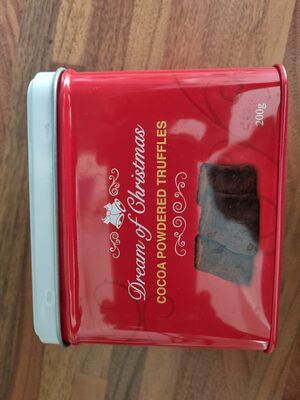 Dream of Christmas
COCOA POWDERED TRUFFLES
200g